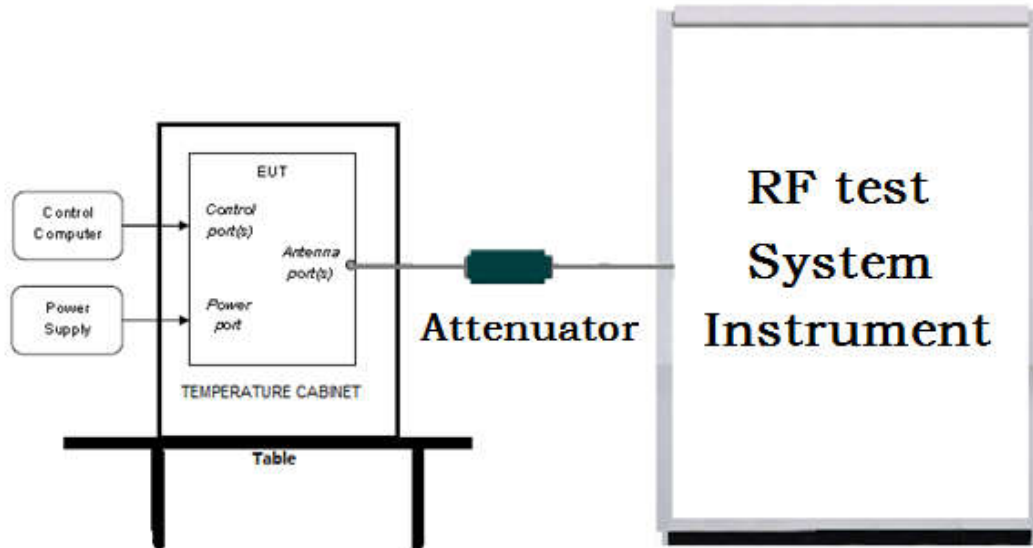 EUT
Control
Computer
Control
port(s)
Antenna
port(s)
Power
Supply
Power
port
TEMPERATURE CABINET
Table
Attenuator
RF test
System
Instrument